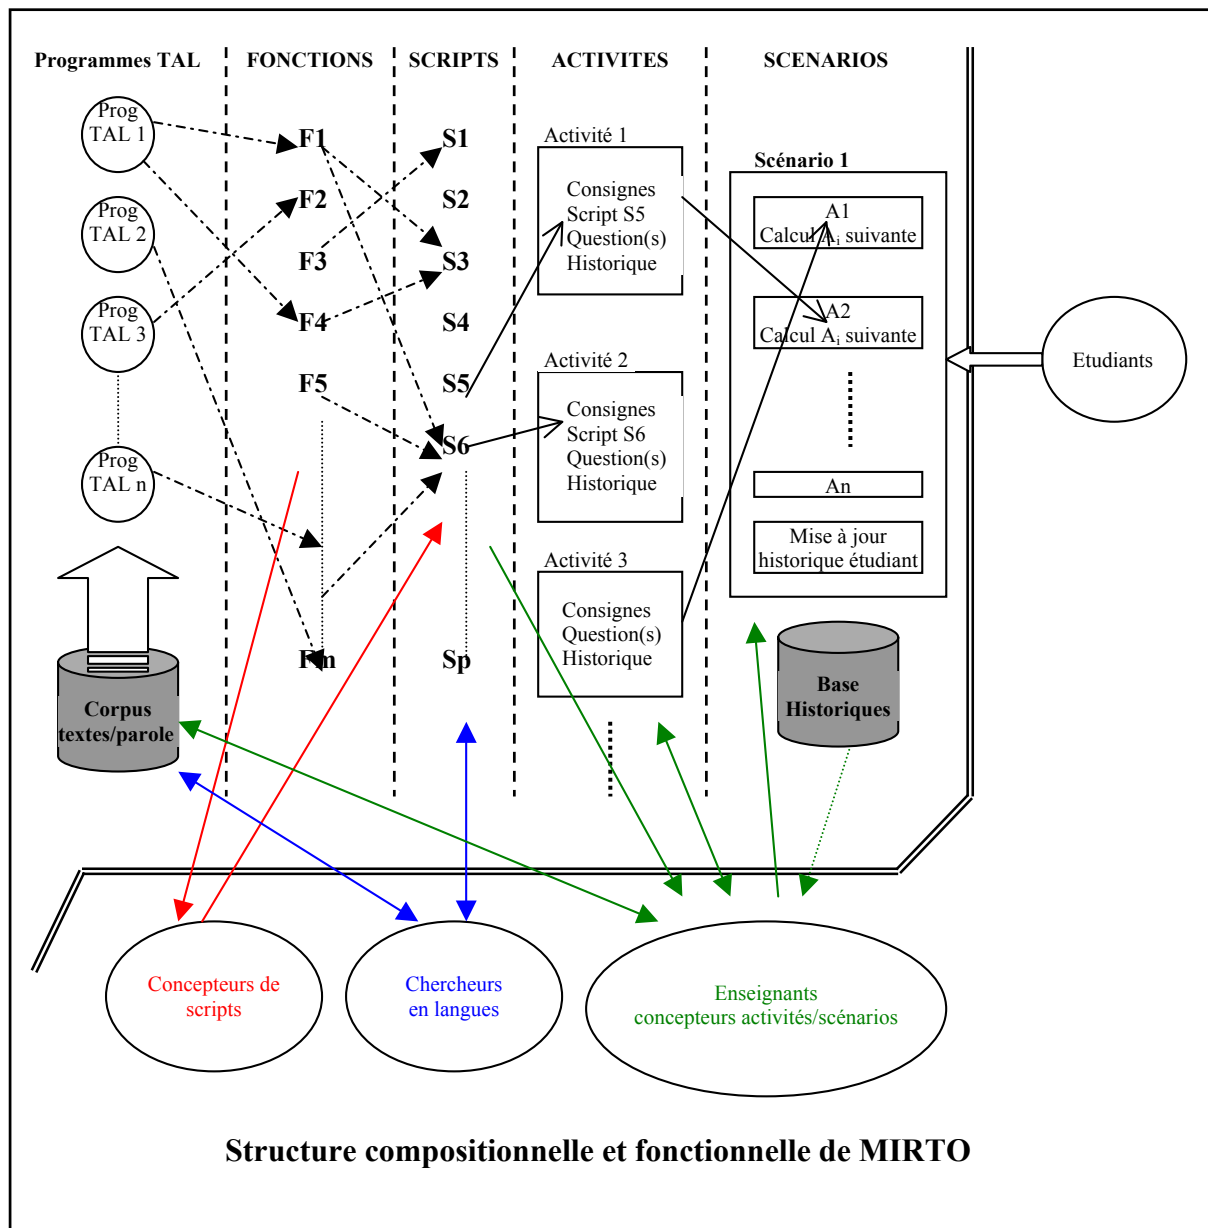 Programmes TAL
FONCTIONS
SCRIPTS
ACTIVITES
SCENARIOS
Prog
TAL 1
Prog
TAL 2
Prog
TAL 3
Prog
TAL n
F1
F2
F3
F4
F5
Fm
S1
S2
S3
S4
S5
S6
Sp
Activité 1
Consignes
Script S5
Question(s)
Historique
Activité 2
Consignes
Script S6
Question(s)
Historique
Activité 3
Consignes
Question(s)
Historique
Scénario 1
A1
Calcul Ai suivante
A2
Calcul Ai suivante
An
Mise à jour
historique étudiant
Etudiants
Corpus
textes/parole
Base
Historiques
Concepteurs de
scripts
Chercheurs
en langues
Enseignants
concepteurs activités/scénarios
Structure compositionnelle et fonctionnelle de MIRTO